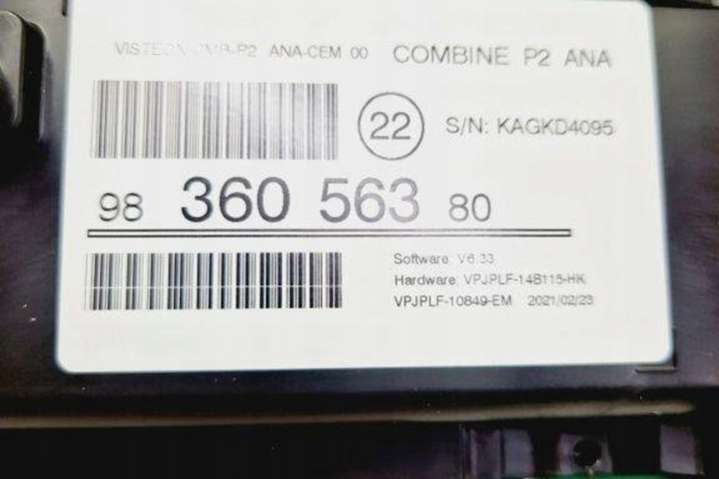 VISTEON-CMB-P2 ANA-CEM 00 COMBINE P2 ANA
22 S/N: KAGKD4095
98 360 563 80
Software: V6.33
Hardware: VPJPLF-14B115-HK
VPJPLF-10849-EM 2021/02/23